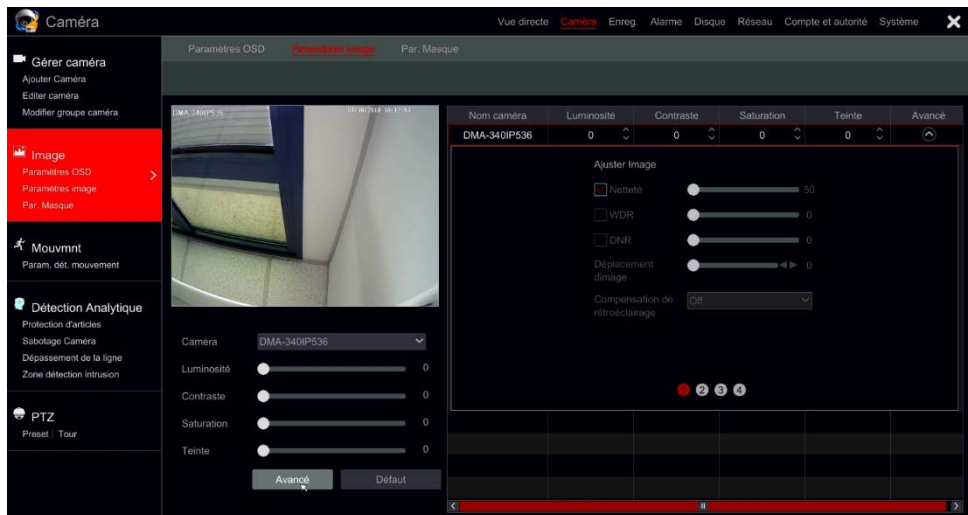 Caméra
Vue directe Caméra Enreg. Alarme Disque Réseau Compte et autorité Système
Paramètres OSD Paramètres image Par. Masque
Gérer caméra
Ajouter Caméra
Editer caméra
Modifier groupe caméra
Image
Paramètres OSD
Paramètres image
Par. Masque
Mouvmnt
Param. dét. mouvement
Détection Analytique
Protection d'articles
Sabotage Caméra
Dépassement de la ligne
Zone détection intrusion
PTZ
Preset | Tour
DMA-340IP536
Caméra DMA-340IP536
Luminosité 0
Contraste 0
Saturation 0
Teinte 0
Avancé Défaut
Nom caméra Luminosité Contraste Saturation Teinte Avancé
DMA-340IP536 0 0 0 0
Ajuster Image
Netteté 50
WDR 0
DNR 0
Déplacement
dimage 0
Compensation de
rétroéclairage Off
1 2 3 4